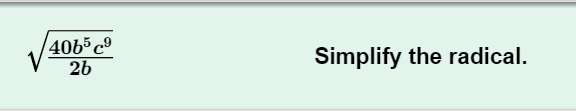 √(40b⁵c⁹/2b) Simplify the radical.